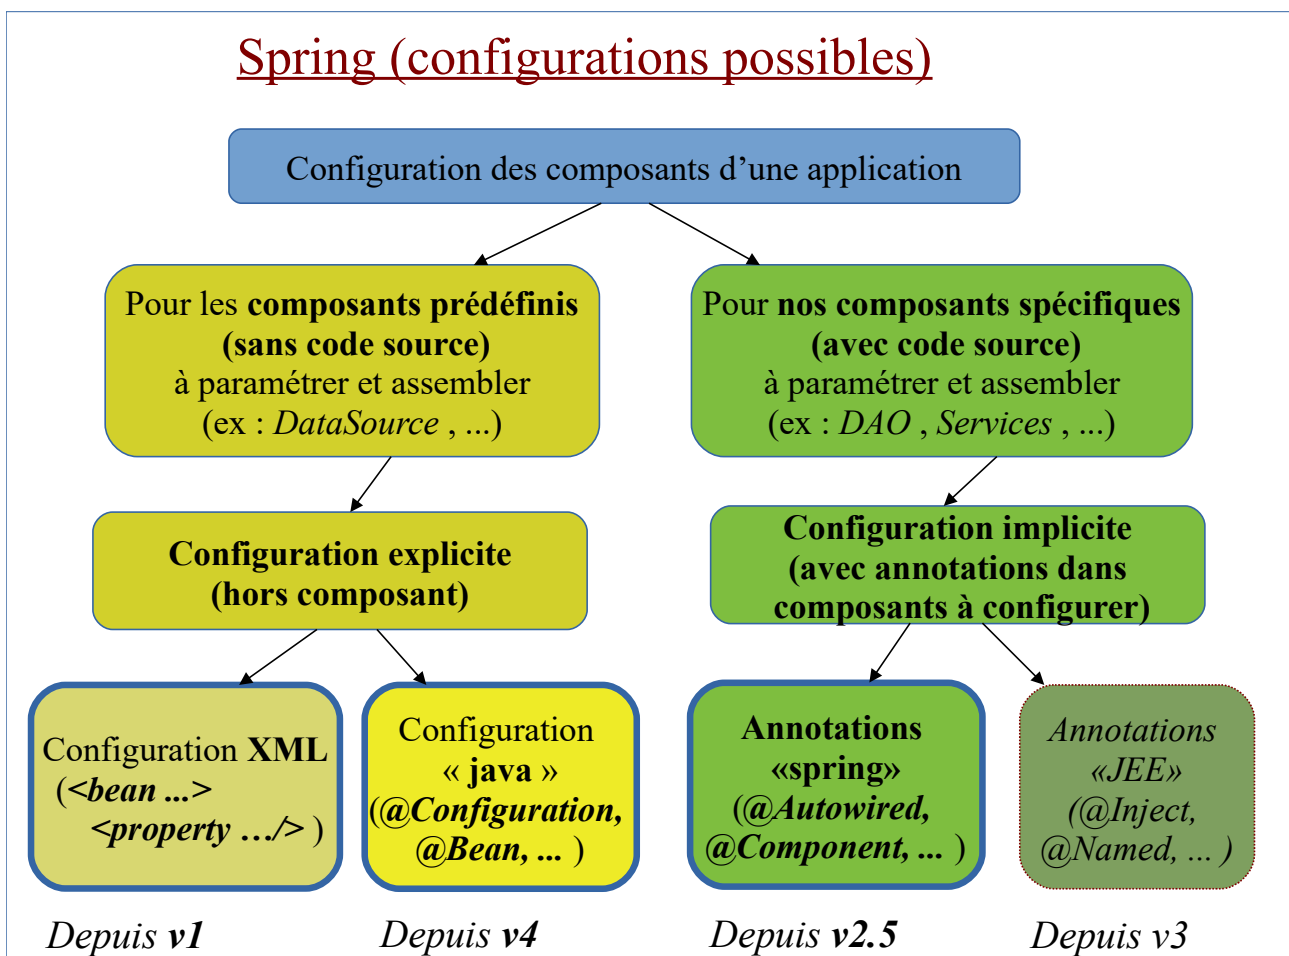 Spring (configurations possibles)
Configuration des composants d’une application
Pour les composants prédéfinis
(sans code source)
à paramétrer et assembler
(ex : DataSource , ...)
Pour nos composants spécifiques
(avec code source)
à paramétrer et assembler
(ex : DAO , Services , ...)
Configuration explicite
(hors composant)
Configuration implicite
(avec annotations dans
composants à configurer)
Configuration XML
(<bean ...>
<property .../> )
Configuration
« java »
(@Configuration,
@Bean, ... )
Annotations
«spring»
(@Autowired,
@Component, ... )
Annotations
«JEE»
(@Inject,
@Named, ... )
Depuis v1
Depuis v4
Depuis v2.5
Depuis v3